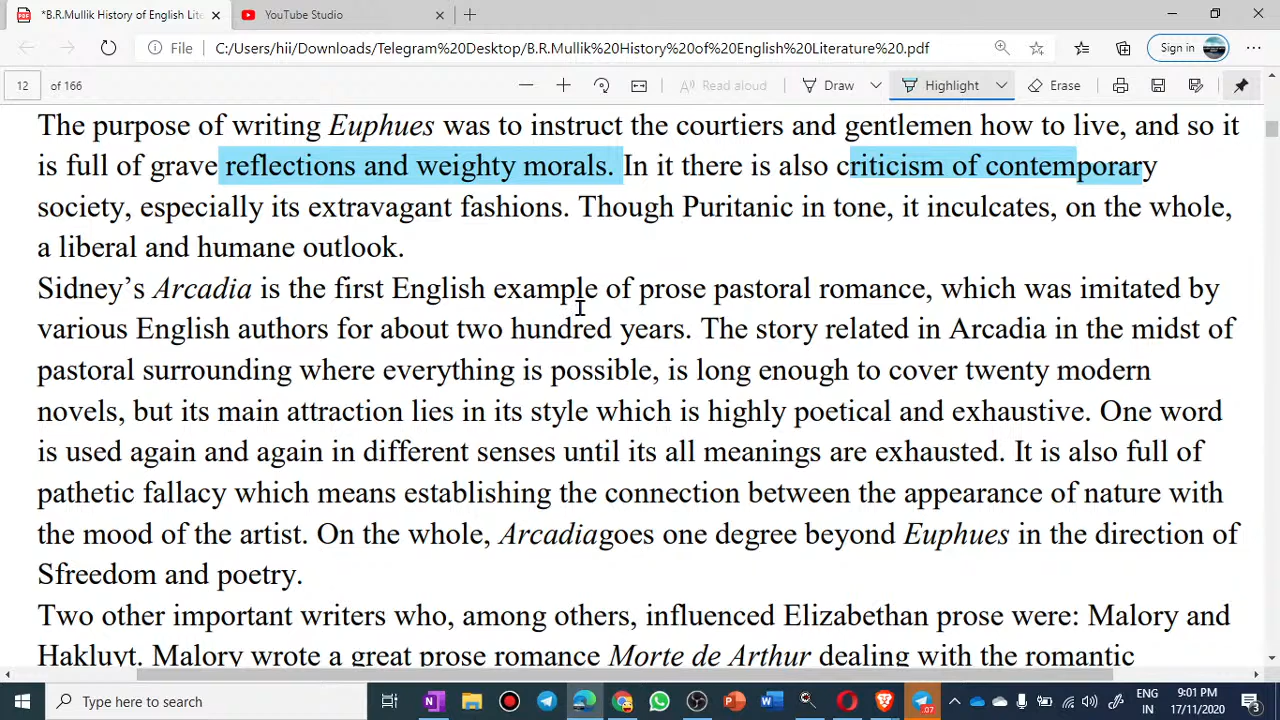 *B.R.Mullik History of English Lite
YouTube Studio
File
C:/Users/hii/Downloads/Telegram%20Desktop/B.R.Mullik%20History%20of%20English%20Literature%20.pdf
Sign in
12 of 166
Read aloud
Draw
Highlight
Erase
The purpose of writing Euphues was to instruct the courtiers and gentlemen how to live, and so it
is full of grave reflections and weighty morals. In it there is also criticism of contemporary
society, especially its extravagant fashions. Though Puritanic in tone, it inculcates, on the whole,
a liberal and humane outlook.
Sidney’s Arcadia is the first English example of prose pastoral romance, which was imitated by
various English authors for about two hundred years. The story related in Arcadia in the midst of
pastoral surrounding where everything is possible, is long enough to cover twenty modern
novels, but its main attraction lies in its style which is highly poetical and exhaustive. One word
is used again and again in different senses until its all meanings are exhausted. It is also full of
pathetic fallacy which means establishing the connection between the appearance of nature with
the mood of the artist. On the whole, Arcadiagoes one degree beyond Euphues in the direction of
Sfreedom and poetry.
Two other important writers who, among others, influenced Elizabethan prose were: Malory and
Hakluyt. Malory wrote a great prose romance Morte de Arthur dealing with the romantic
Type here to search
ENG
IN
9:01 PM
17/11/2020